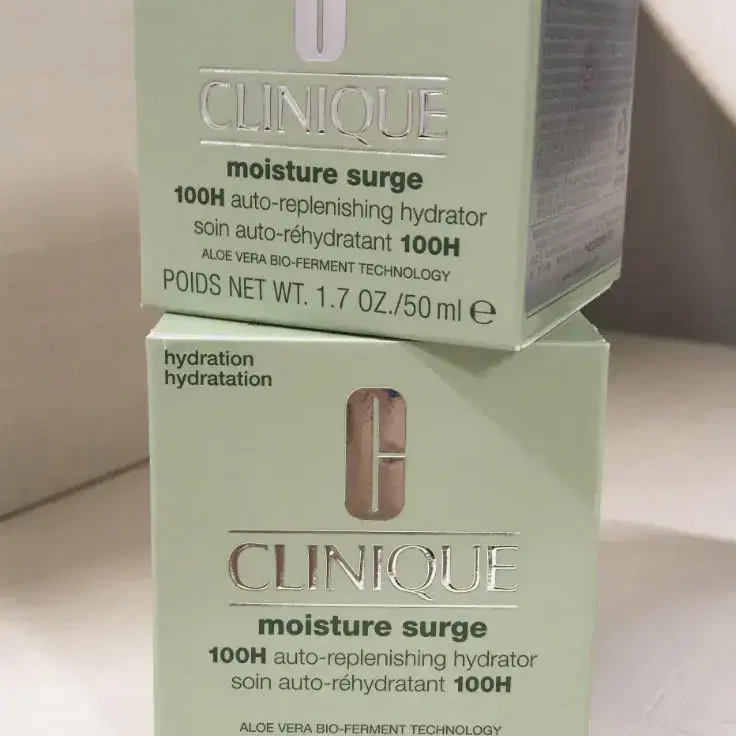 CLINIQUE
moisture surge
100H auto-replenishing hydrator
soin auto-réhydratant 100H
ALOE VERA BIO-FERMENT TECHNOLOGY
POIDS NET WT. 1.7 OZ./50 ml ℮
hydration
hydratation
CLINIQUE
moisture surge
100H auto-replenishing hydrator
soin auto-réhydratant 100H
ALOE VERA BIO-FERMENT TECHNOLOGY